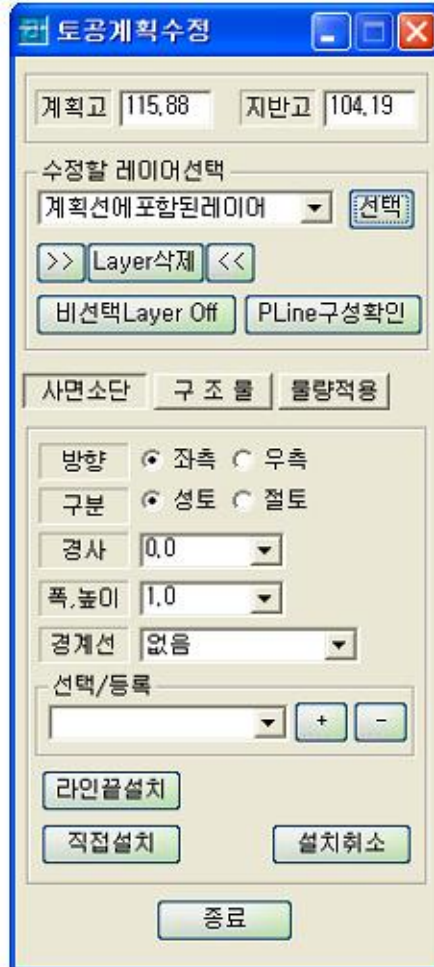 토공계획수정
계획고 115.88 지반고 104.19
수정할 레이어선택
계획선에포함된레이어 선택
>> Layer삭제 <<
비선택Layer Off PLine구성확인
사면소단 구 조 물 물량적용
방향 좌측 우측
구분 성토 절토
경사 0.0
폭,높이 1.0
경계선 없음
선택/등록
+ -
라인끝설치
직접설치 설치취소
종료